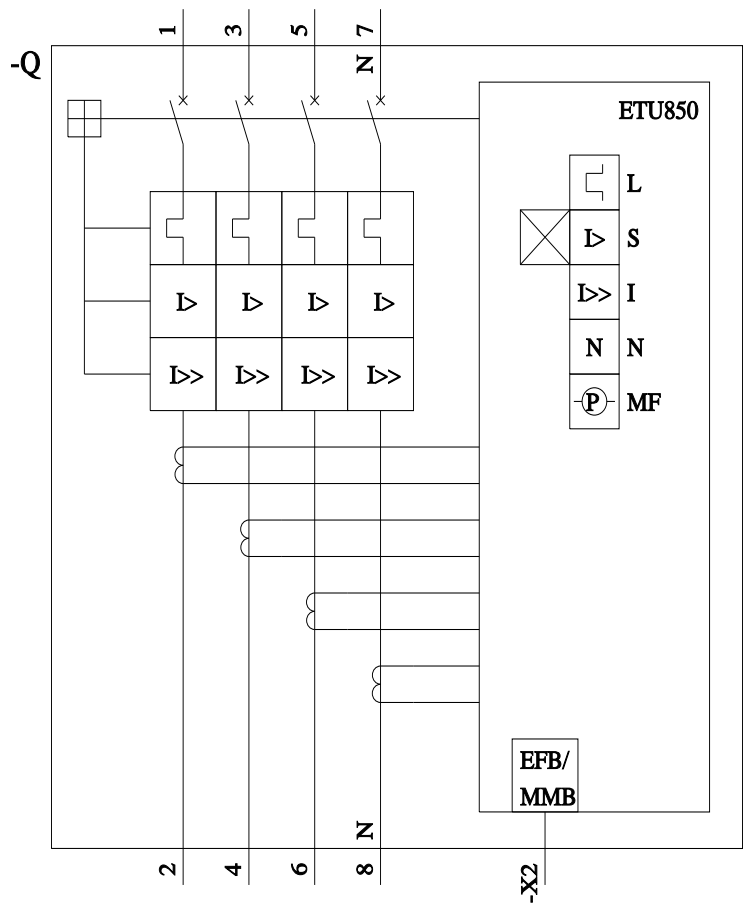 1 3 5 7
-Q
N
ETU850
L
I> S
I> I> I> I>
I>> I
N N
I>> I>> I>> I>>
P MF
EFB/
MMB
N
2 4 6 8
-X2